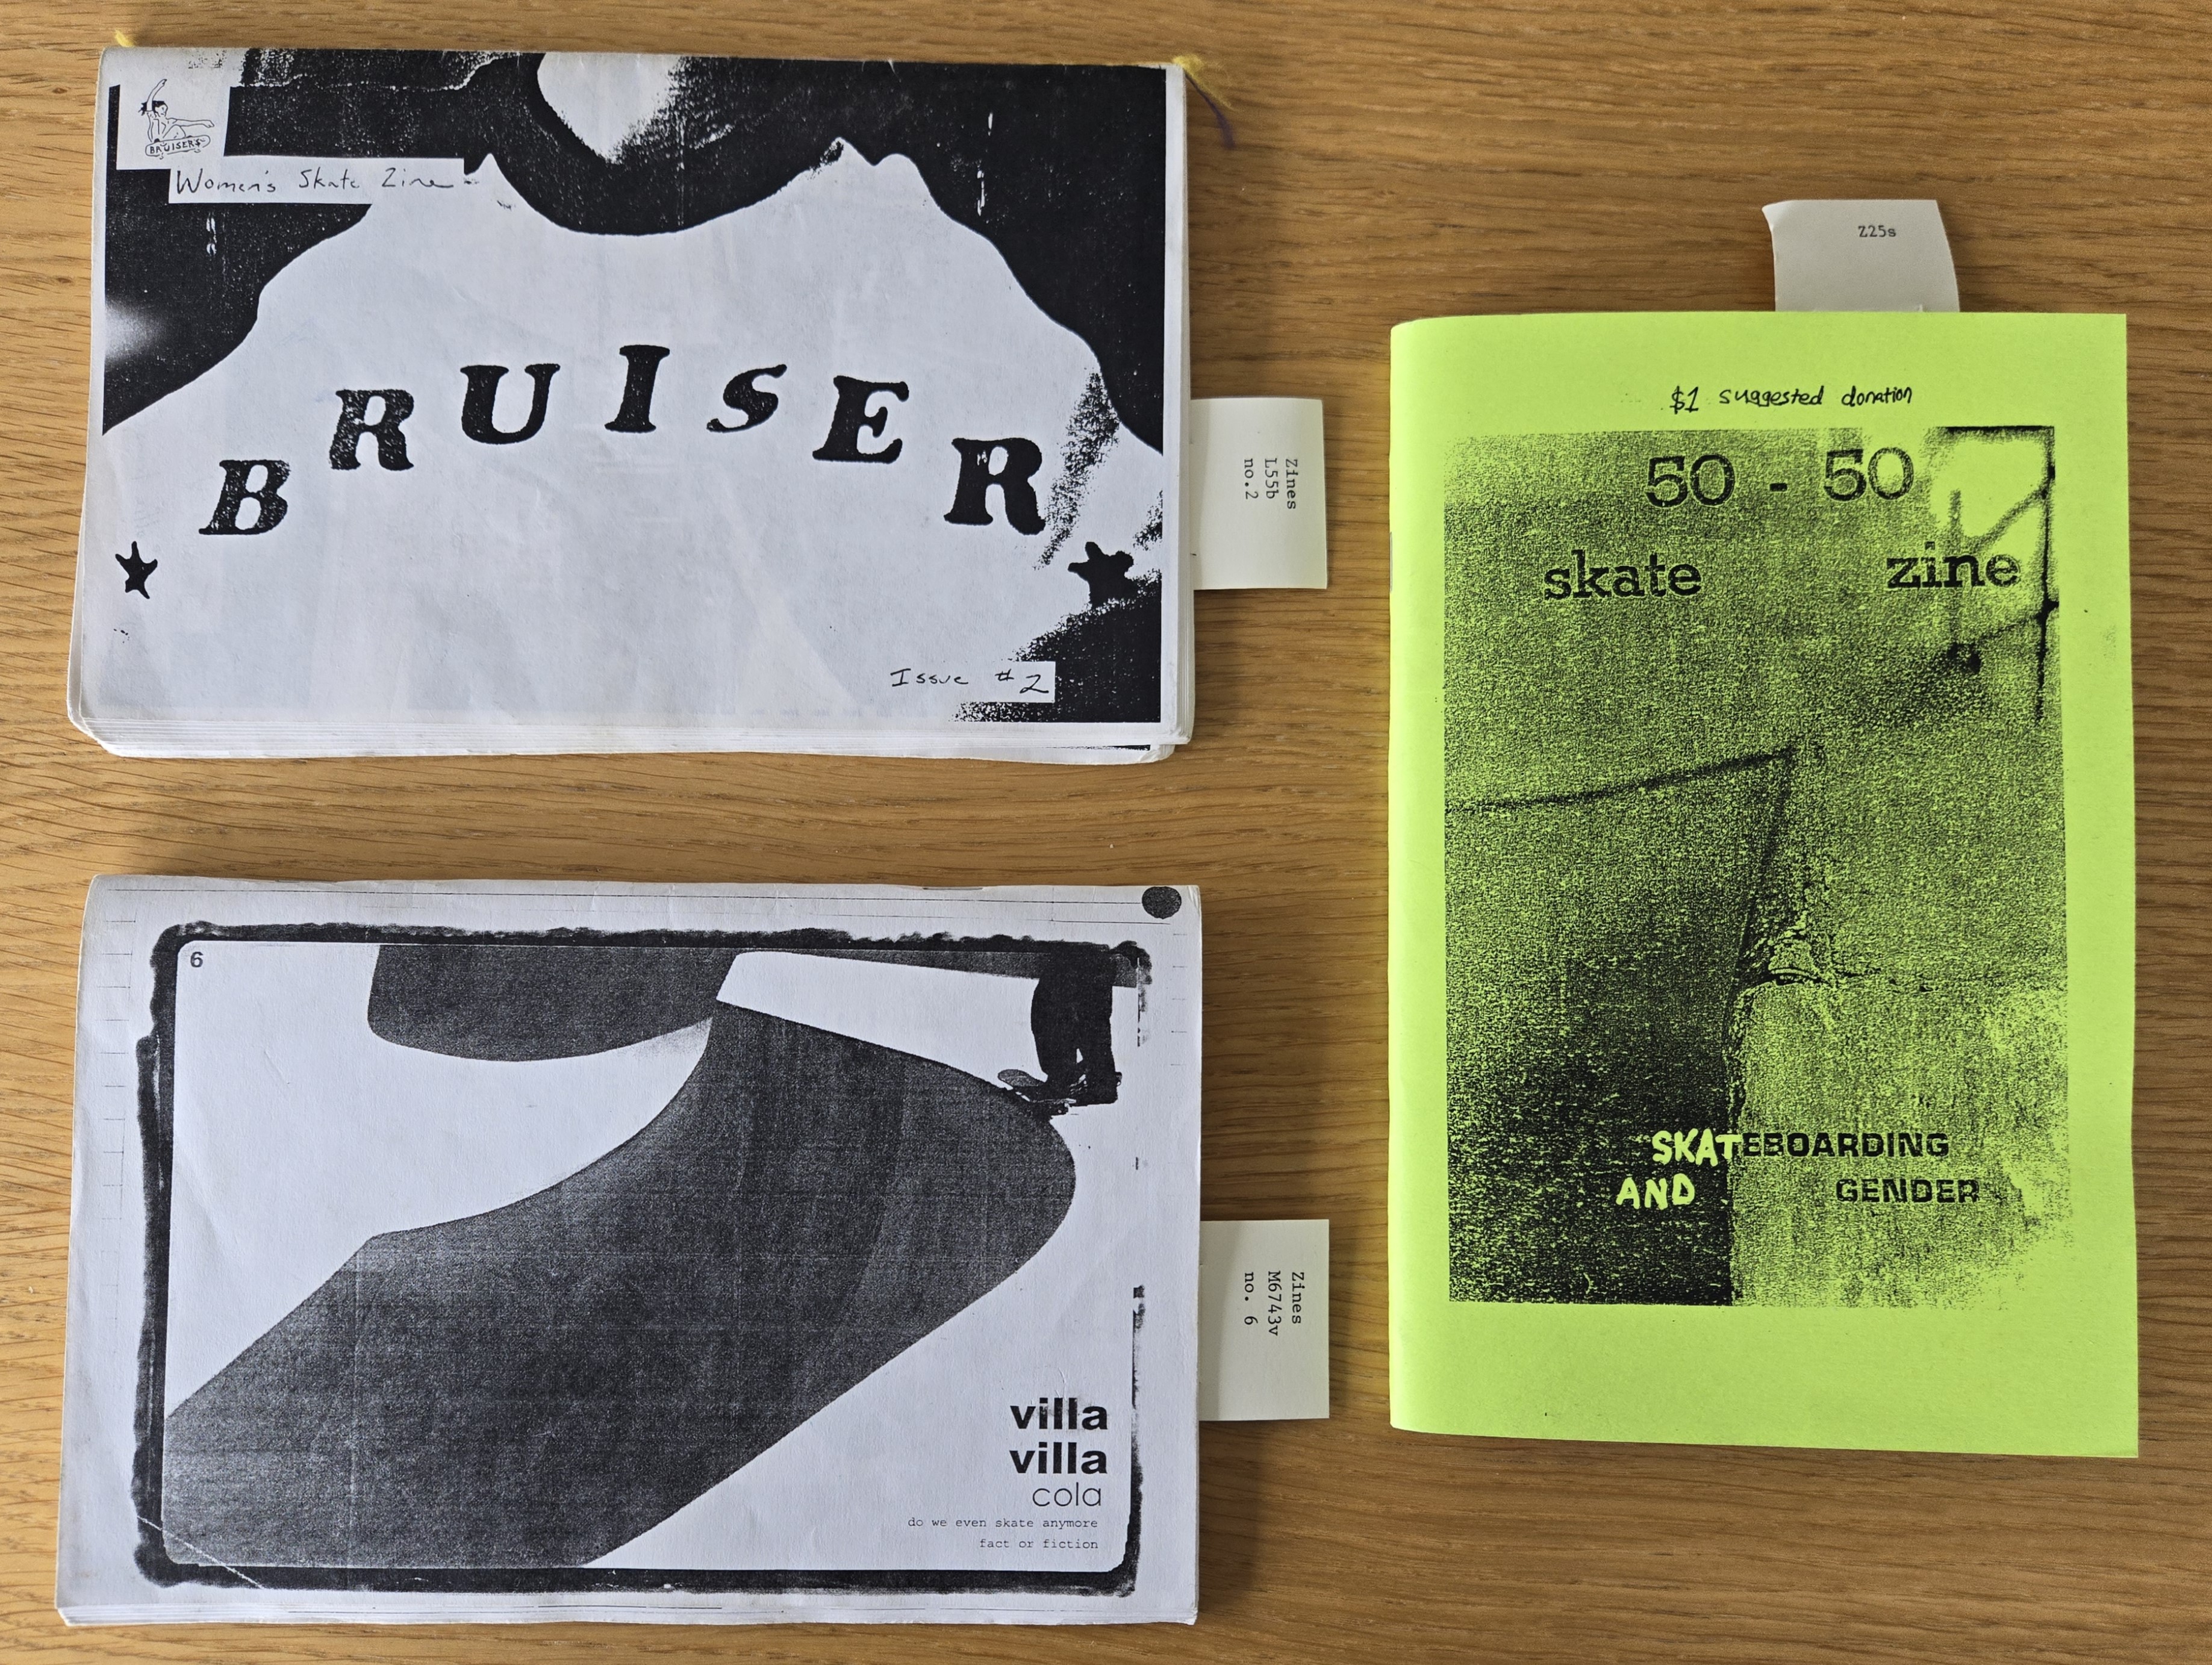 BRUISERS
Women's Skate Zine
BRUISER
Issue #2
Zines
L55b
no.2
6
villa
villa
cola
do we even skate anymore
fact or fiction
Zines
M6743v
no. 6
Z25s
$1 suggested donation
50 - 50
skate zine
SKATEBOARDING
AND GENDER